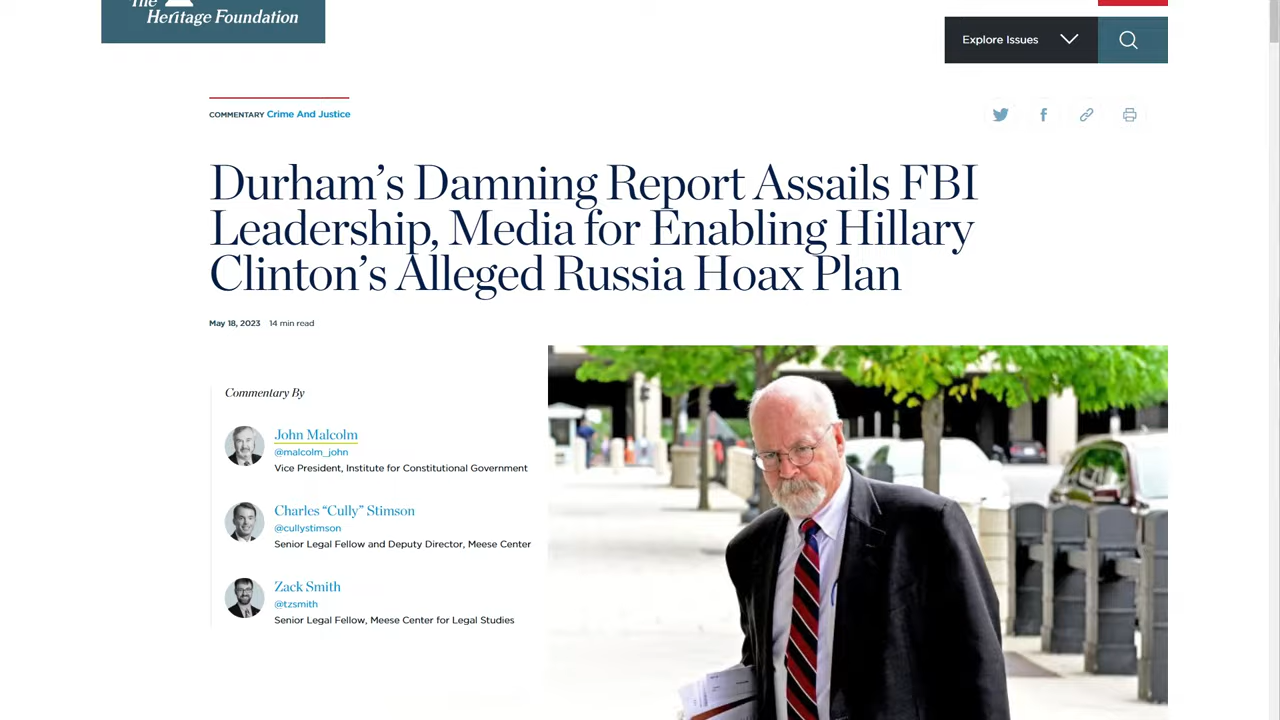 The
Heritage Foundation
Explore Issues
COMMENTARY Crime And Justice
Durham’s Damning Report Assails FBI
Leadership, Media for Enabling Hillary
Clinton’s Alleged Russia Hoax Plan
May 18, 2023 14 min read
Commentary By
John Malcolm
@malcolm_john
Vice President, Institute for Constitutional Government
Charles “Cully” Stimson
@cullystimson
Senior Legal Fellow and Deputy Director, Meese Center
Zack Smith
@tzsmith
Senior Legal Fellow, Meese Center for Legal Studies